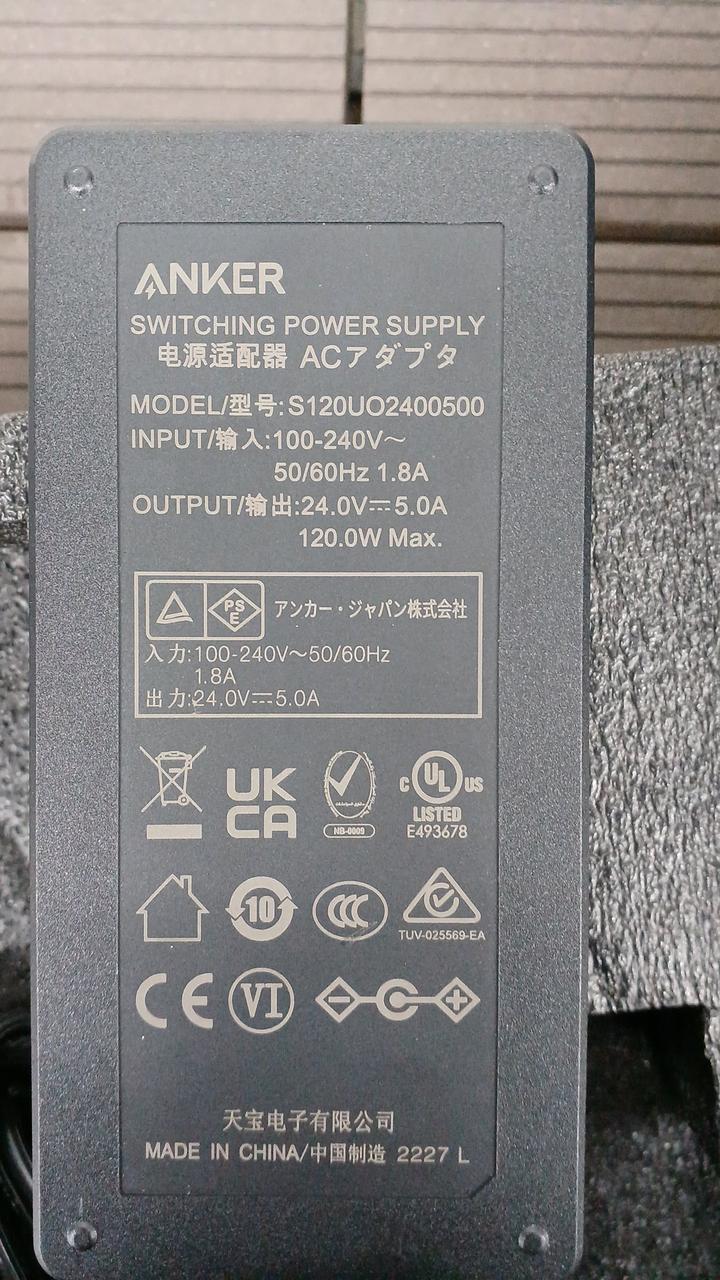 ANKER
SWITCHING POWER SUPPLY
电源适配器 ACアダプタ
MODEL/型号:S120UO2400500
INPUT/输入:100-240V～
50/60Hz 1.8A
OUTPUT/输出:24.0V⎓5.0A
120.0W Max.
PS
E
アンカー・ジャパン株式会社
入力:100-240V～50/60Hz
1.8A
出力:24.0V⎓5.0A
UK
CA
NB-0009
C UL US
LISTED
E493678
10
CCC
TUV-025569-EA
CE
VI
天宝电子有限公司
MADE IN CHINA/中国制造 2227 L